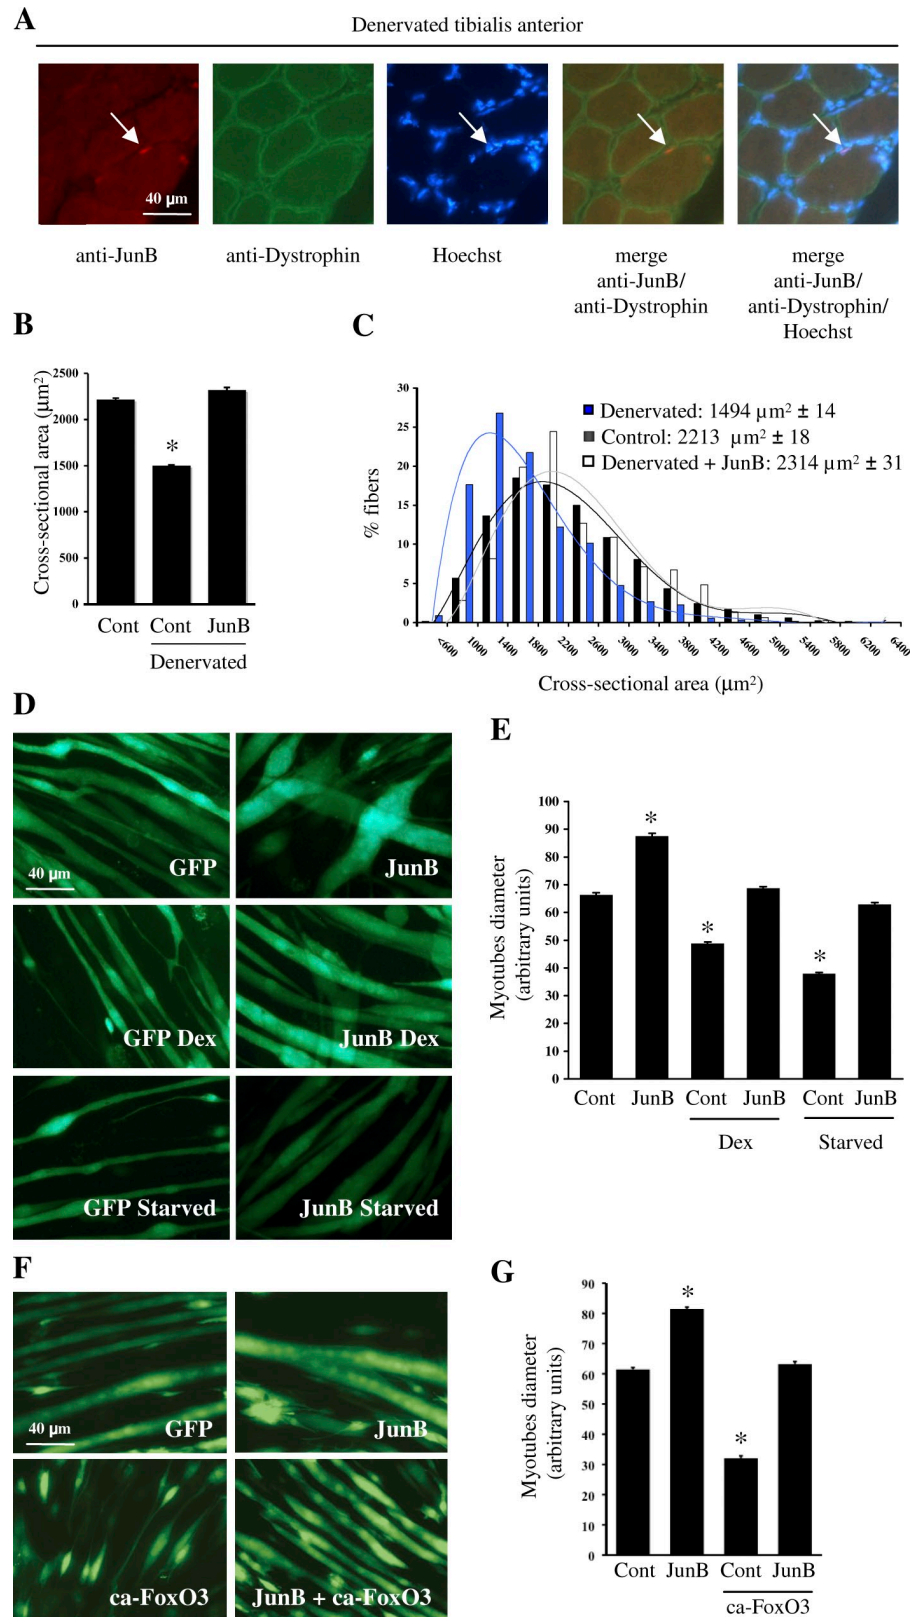 A
Denervated tibialis anterior
40 µm
anti-JunB
anti-Dystrophin
Hoechst
merge
anti-JunB/
anti-Dystrophin
merge
anti-JunB/
anti-Dystrophin/
Hoechst
B
Cross-sectional area (µm²)
2500
2000
1500
1000
500
0
*
Cont
Cont
JunB
Denervated
C
% fibers
30
25
20
15
10
5
0
Denervated: 1494 µm² ± 14
Control: 2213 µm² ± 18
Denervated + JunB: 2314 µm² ± 31
<600
1000
1400
1800
2200
2600
3000
3400
3800
4200
4600
5000
5800
6200
6400
Cross-sectional area (µm²)
D
40 µm
GFP
JunB
GFP Dex
JunB Dex
GFP Starved
JunB Starved
E
Myotubes diameter
(arbitrary units)
100
90
80
70
60
50
40
30
20
10
0
*
*
*
Cont
JunB
Cont
JunB
Cont
JunB
Dex
Starved
F
40 µm
GFP
JunB
ca-FoxO3
JunB + ca-FoxO3
G
Myotubes diameter
(arbitrary units)
90
80
70
60
50
40
30
20
10
0
*
*
Cont
JunB
Cont
JunB
ca-FoxO3